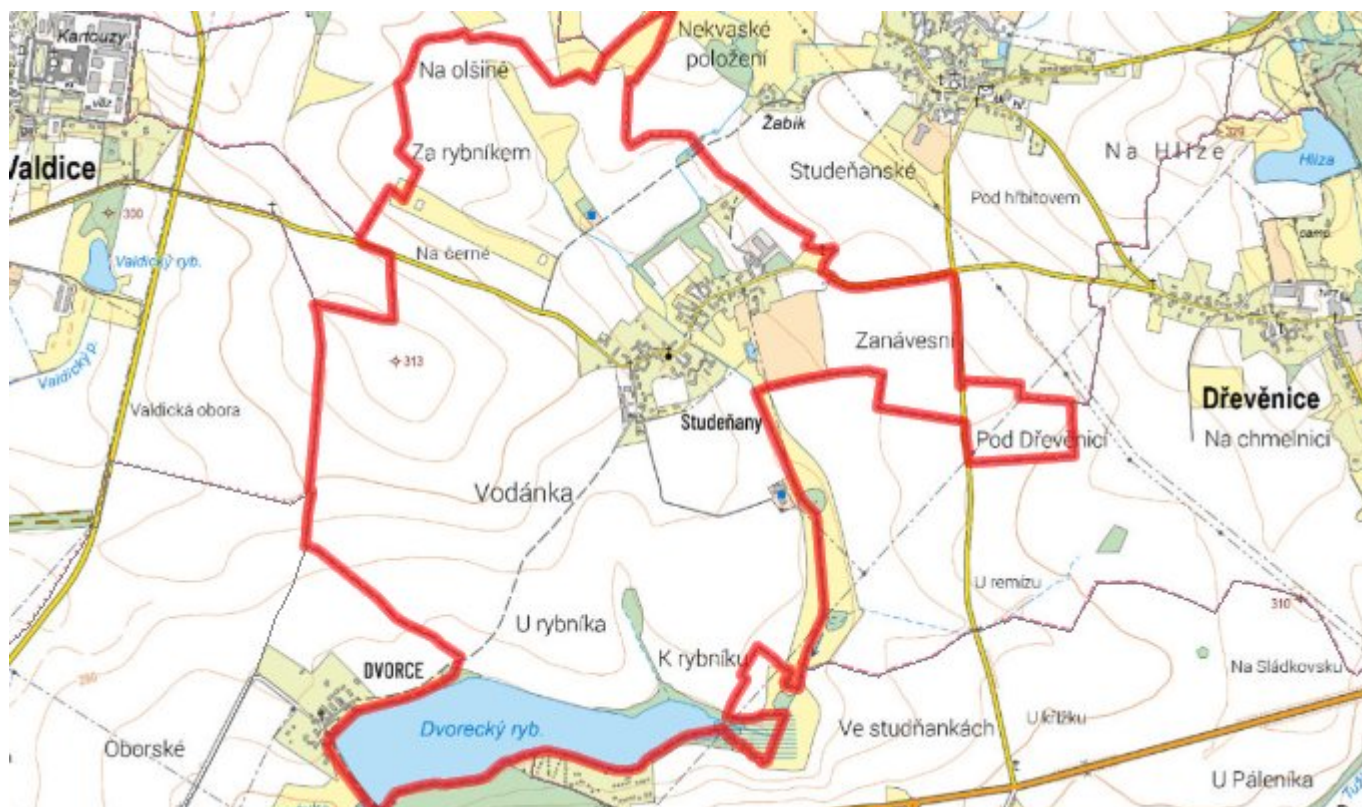 Kartouzy
Nekvaské
položení
Na olšině
Žabík
Za rybníkem
Studeňanské
Na Hlíze
Hlíza
Valdice
300
Pod hřbitovem
camp.
Valdický ryb.
Na černé
Zanávesní
313
Valdický p.
Valdická obora
Dřevěnice
Studeňany
Pod Dřevěnicí
Na chmelnici
Vodánka
U remízu
310
U rybníka
K rybníku
DVORCE
Na Sládkovsku
Dvorecký ryb.
Ve studňankách
U křížku
Oborské
U Páleníka